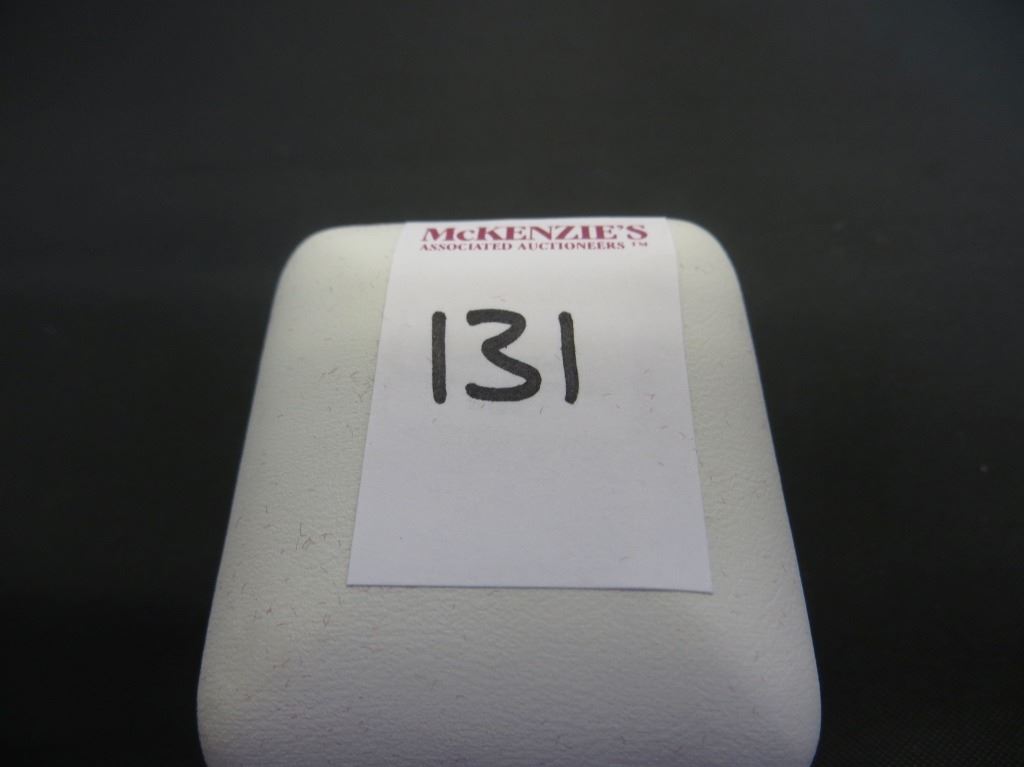 McKENZIE'S
ASSOCIATED AUCTIONEERS ™
131